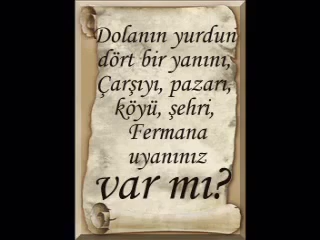 Dolanın yurdun
dört bir yanını,
Çarşıyı, pazarı,
köyü, şehri,
Fermana
uyanınız
var mı?